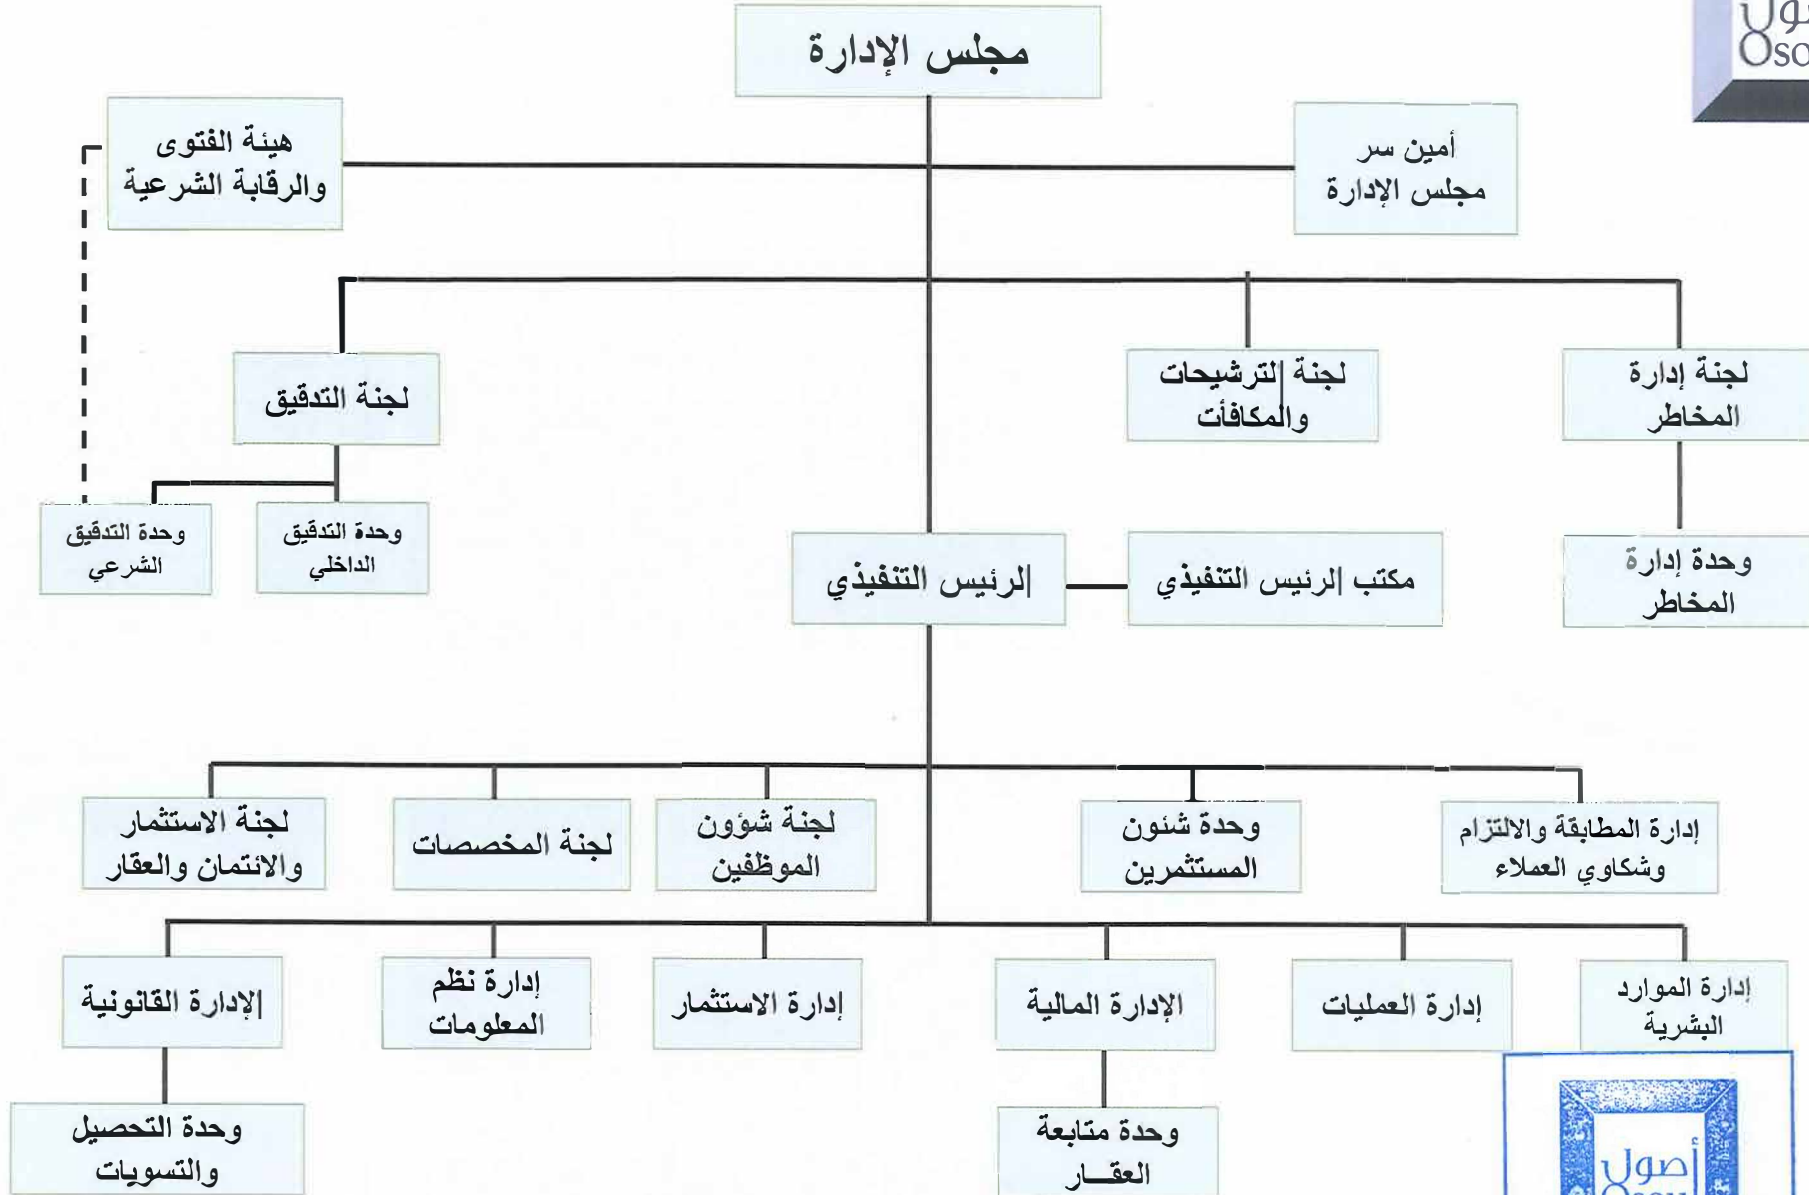 مجلس الإدارة
هيئة الفتوى
والرقابة الشرعية
أمين سر
مجلس الإدارة
لجنة إدارة
المخاطر
لجنة الترشيحات
والمكافأت
لجنة التدقيق
وحدة التدقيق
الداخلي
وحدة التدقيق
الشرعي
وحدة إدارة
المخاطر
مكتب الرئيس التنفيذي
الرئيس التنفيذي
إدارة المطابقة والالتزام
وشكاوي العملاء
وحدة شئون
المستثمرين
لجنة شؤون
الموظفين
لجنة المخصصات
لجنة الاستثمار
والائتمان والعقار
إدارة الموارد
البشرية
إدارة العمليات
الإدارة المالية
إدارة الاستثمار
إدارة نظم
المعلومات
الإدارة القانونية
وحدة متابعة
العقــار
وحدة التحصيل
والتسويات
أصول